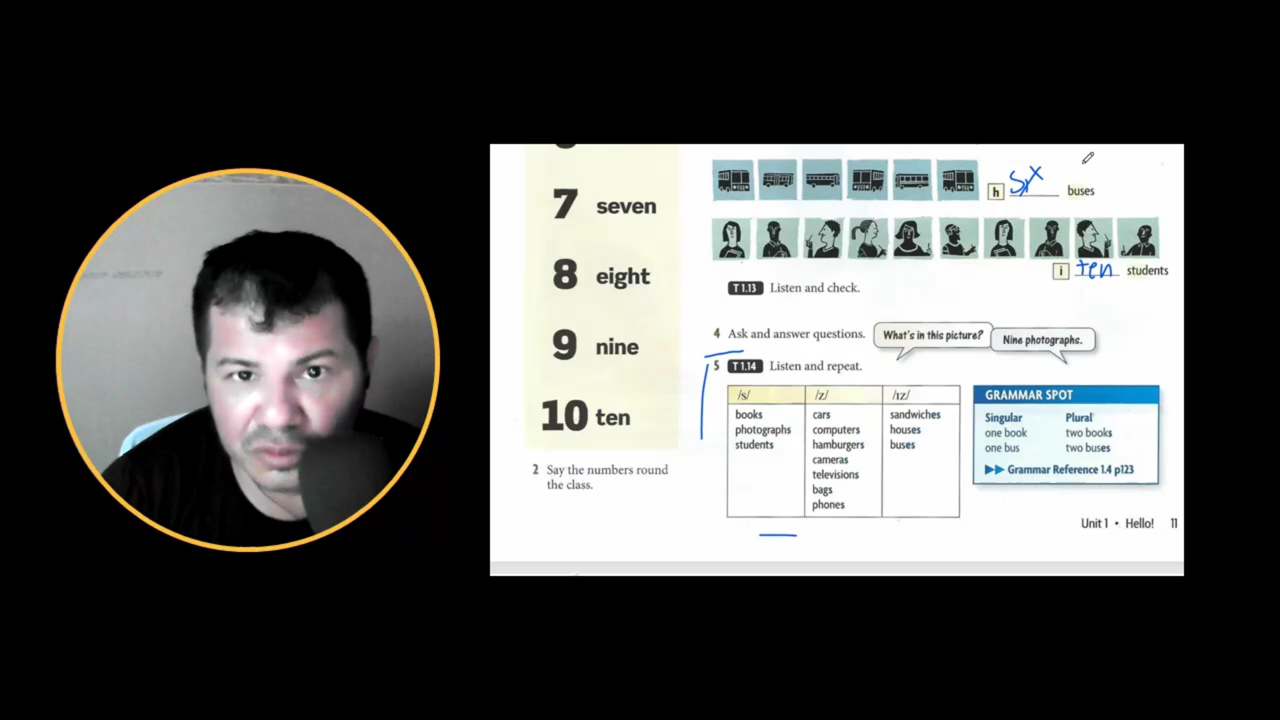 7 seven
8 eight
9 nine
10 ten
2 Say the numbers round
the class.
h six buses
i ten students
T 1.13 Listen and check.
4 Ask and answer questions.
What's in this picture?
Nine photographs.
5 T 1.14 Listen and repeat.
/s/ /z/ /ɪz/
books cars sandwiches
photographs computers houses
students hamburgers buses
cameras
televisions
bags
phones
GRAMMAR SPOT
Singular Plural
one book two books
one bus two buses
▶▶ Grammar Reference 1.4 p123
Unit 1 • Hello! 11